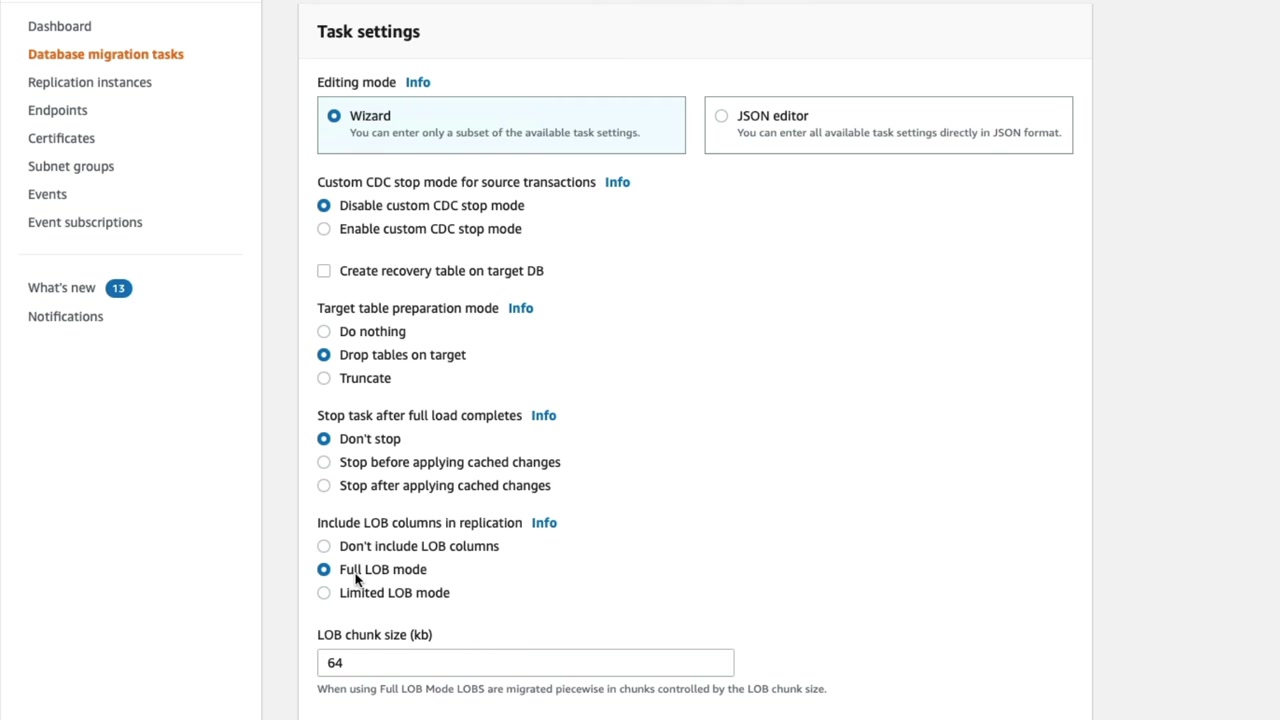 Dashboard
Database migration tasks
Replication instances
Endpoints
Certificates
Subnet groups
Events
Event subscriptions
What's new 13
Notifications
Task settings
Editing mode Info
Wizard
You can enter only a subset of the available task settings.
JSON editor
You can enter all available task settings directly in JSON format.
Custom CDC stop mode for source transactions Info
Disable custom CDC stop mode
Enable custom CDC stop mode
Create recovery table on target DB
Target table preparation mode Info
Do nothing
Drop tables on target
Truncate
Stop task after full load completes Info
Don't stop
Stop before applying cached changes
Stop after applying cached changes
Include LOB columns in replication Info
Don't include LOB columns
Full LOB mode
Limited LOB mode
LOB chunk size (kb)
64
When using Full LOB Mode LOBS are migrated piecewise in chunks controlled by the LOB chunk size.